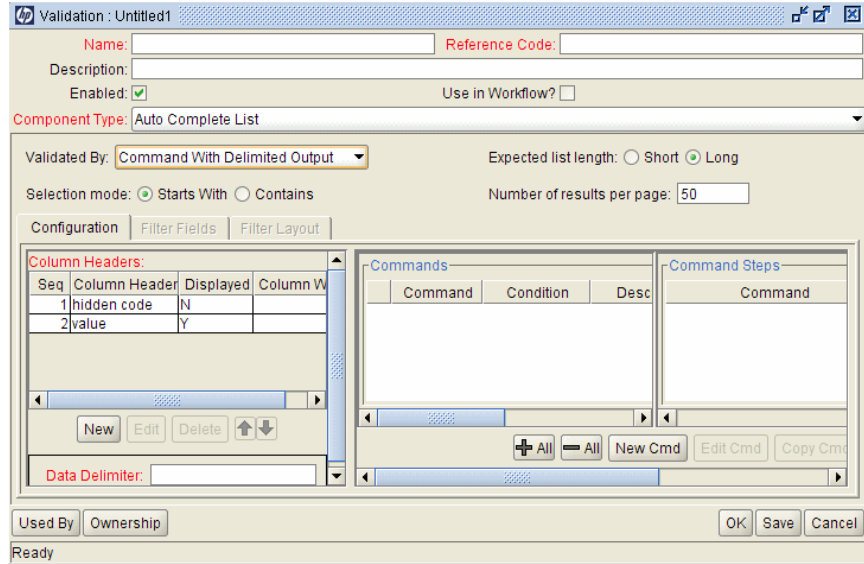 hp Validation : Untitled1
Name: Reference Code:
Description:
Enabled: Use in Workflow?
Component Type: Auto Complete List
Validated By: Command With Delimited Output Expected list length: Short Long
Selection mode: Starts With Contains Number of results per page: 50
Configuration Filter Fields Filter Layout
Column Headers: Commands Command Steps
Seq Column Header Displayed Column W Command Condition Desc Command
1 hidden code N
2 value Y
New Edit Delete
+ All - All New Cmd Edit Cmd Copy Cmd
Data Delimiter:
Used By Ownership OK Save Cancel
Ready